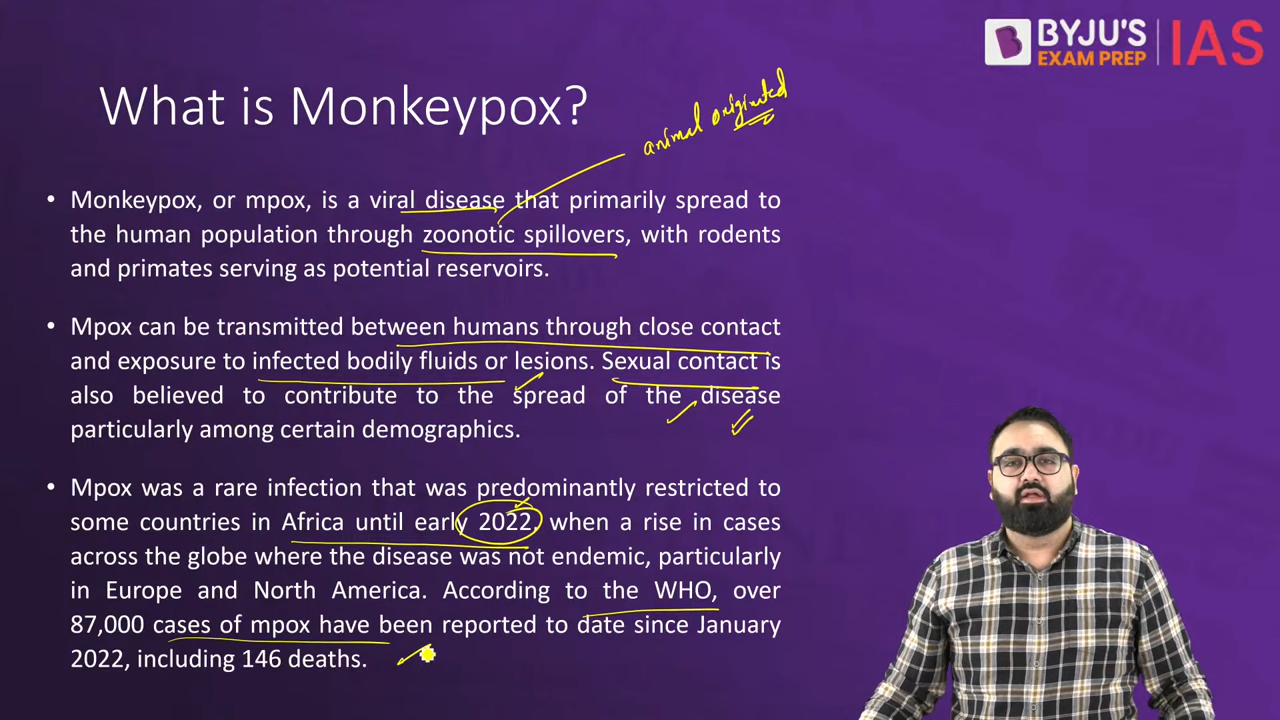 BYJU'S
EXAM PREP
IAS
What is Monkeypox?
animal originated
• Monkeypox, or mpox, is a viral disease that primarily spread to
the human population through zoonotic spillovers, with rodents
and primates serving as potential reservoirs.
• Mpox can be transmitted between humans through close contact
and exposure to infected bodily fluids or lesions. Sexual contact is
also believed to contribute to the spread of the disease
particularly among certain demographics.
• Mpox was a rare infection that was predominantly restricted to
some countries in Africa until early 2022, when a rise in cases
across the globe where the disease was not endemic, particularly
in Europe and North America. According to the WHO, over
87,000 cases of mpox have been reported to date since January
2022, including 146 deaths.